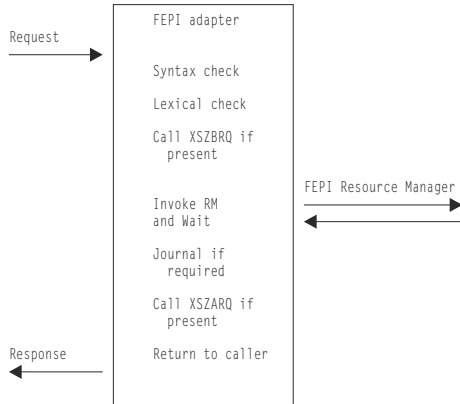 FEPI adapter
Request
Syntax check
Lexical check
Call XSZBRQ if
present
FEPI Resource Manager
Invoke RM
and Wait
Journal if
required
Call XSZARQ if
present
Response
Return to caller